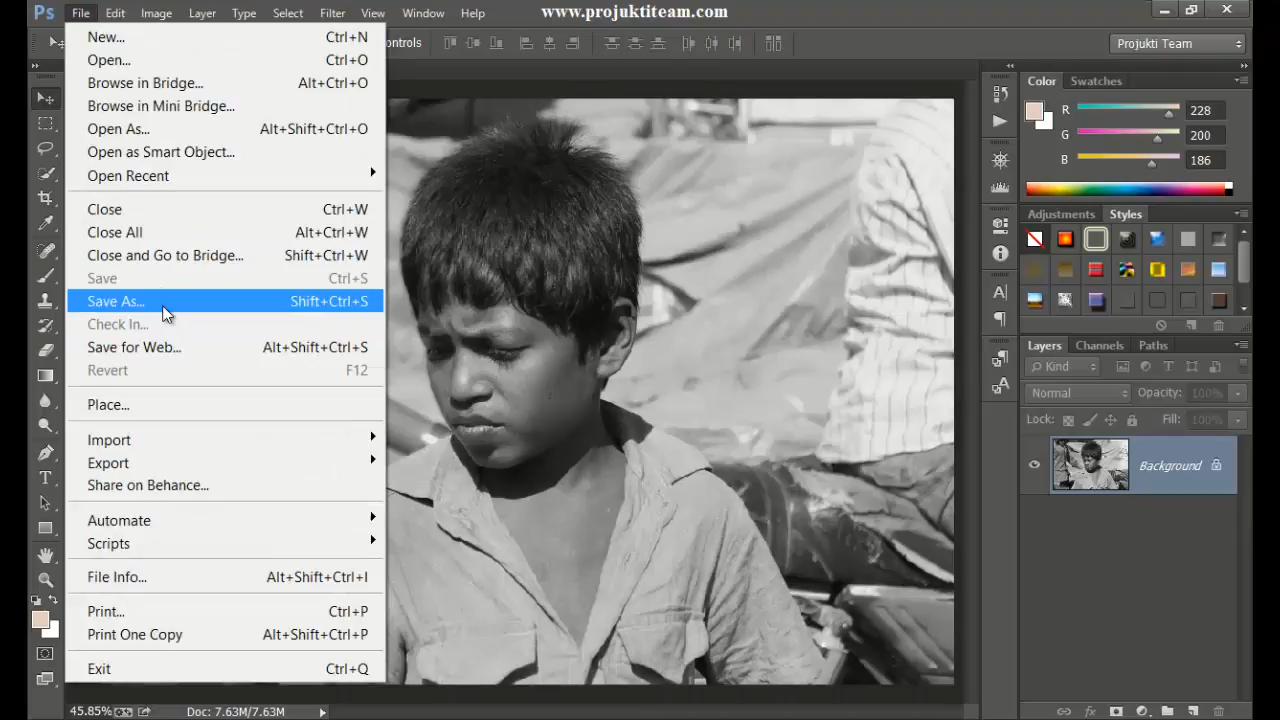 Ps File Edit Image Layer Type Select Filter View Window Help www.projuktiteam.com
ontrols Projukti Team
New... Ctrl+N
Open... Ctrl+O
Browse in Bridge... Alt+Ctrl+O
Browse in Mini Bridge...
Open As... Alt+Shift+Ctrl+O
Open as Smart Object...
Open Recent
Close Ctrl+W
Close All Alt+Ctrl+W
Close and Go to Bridge... Shift+Ctrl+W
Save Ctrl+S
Save As... Shift+Ctrl+S
Check In...
Save for Web... Alt+Shift+Ctrl+S
Revert F12
Place...
Import
Export
Share on Behance...
Automate
Scripts
File Info... Alt+Shift+Ctrl+I
Print... Ctrl+P
Print One Copy Alt+Shift+Ctrl+P
Exit Ctrl+Q
45.85% Doc: 7.63M/7.63M
Color Swatches
R 228
G 200
B 186
Adjustments Styles
Layers Channels Paths
Kind
Normal Opacity: 100%
Lock: Fill: 100%
Background